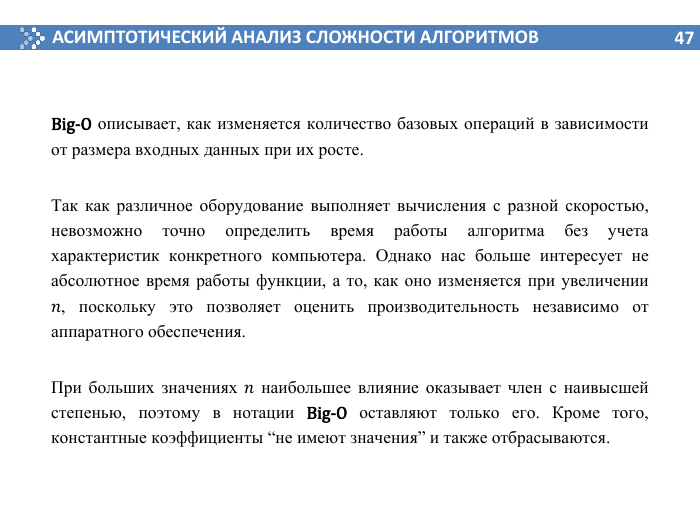 АСИМПТОТИЧЕСКИЙ АНАЛИЗ СЛОЖНОСТИ АЛГОРИТМОВ 47
Big-O описывает, как изменяется количество базовых операций в зависимости
от размера входных данных при их росте.
Так как различное оборудование выполняет вычисления с разной скоростью,
невозможно точно определить время работы алгоритма без учета
характеристик конкретного компьютера. Однако нас больше интересует не
абсолютное время работы функции, а то, как оно изменяется при увеличении
n, поскольку это позволяет оценить производительность независимо от
аппаратного обеспечения.
При больших значениях n наибольшее влияние оказывает член с наивысшей
степенью, поэтому в нотации Big-O оставляют только его. Кроме того,
константные коэффициенты “не имеют значения” и также отбрасываются.